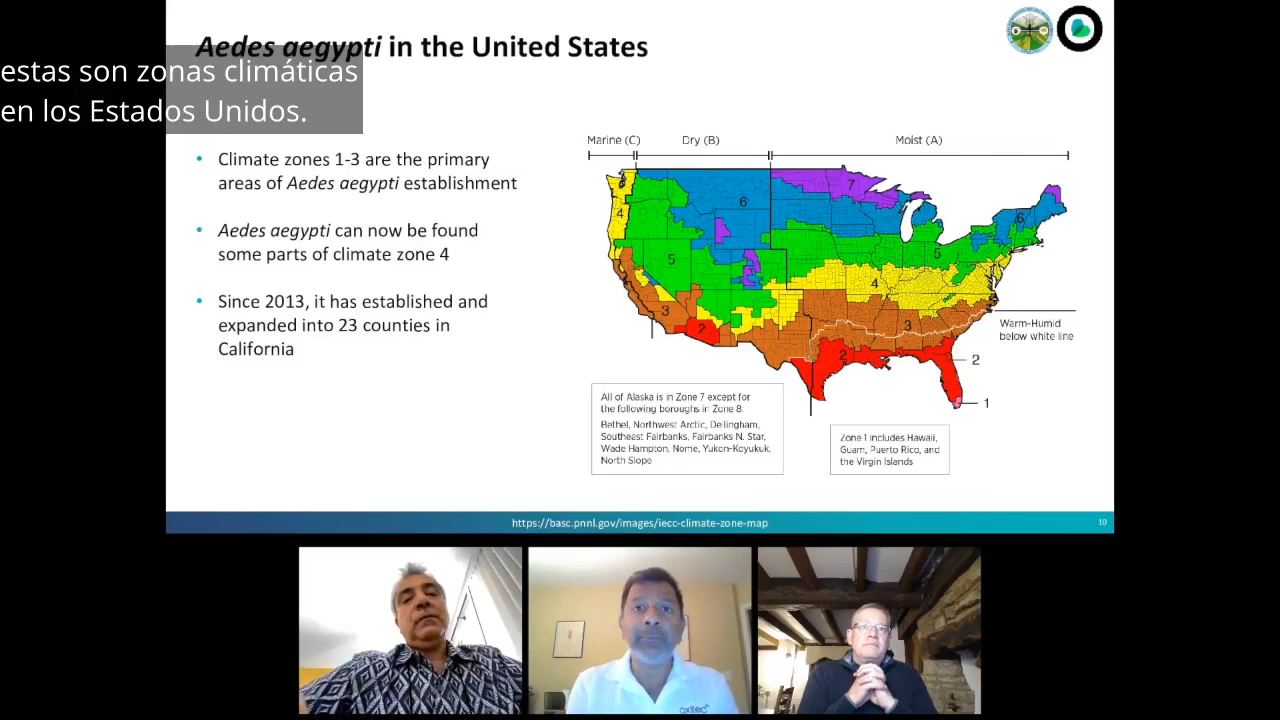 Aedes aegypti in the United States
estas son zonas climáticas
en los Estados Unidos.
• Climate zones 1-3 are the primary
areas of Aedes aegypti establishment
• Aedes aegypti can now be found
some parts of climate zone 4
• Since 2013, it has established and
expanded into 23 counties in
California
Marine (C) Dry (B) Moist (A)
7
6
6
4
5
5
4
3
3
2
2
2
1
Warm-Humid
below white line
All of Alaska is in Zone 7 except for
the following boroughs in Zone 8:
Bethel, Northwest Arctic, Dellingham,
Southeast Fairbanks, Fairbanks N. Star,
Wade Hampton, Nome, Yukon-Koyukuk,
North Slope
Zone 1 includes Hawaii,
Guam, Puerto Rico, and
the Virgin Islands
https://basc.pnnl.gov/images/iecc-climate-zone-map
10
oxitec